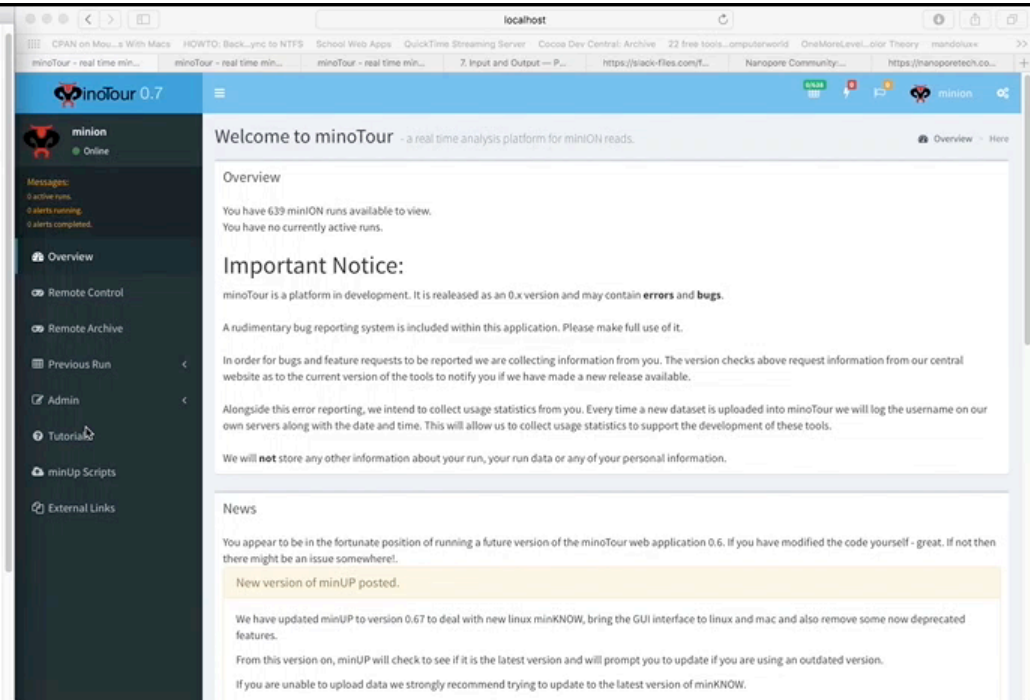 localhost
CPAN on Mou...s With Macs HOWTO: Back...ync to NTFS School Web Apps QuickTime Streaming Server Cocoa Dev Central: Archive 22 free tools...omputerworld OneMoreLevel...olor Theory mandolux
minoTour - real time min... minoTour - real time min... minoTour - real time min... 7. Input and Output — P... https://slack-files.com/f... Nanopore Community:... https://nanoporetech.co...
minoTour 0.7
minion
minion
Online
Welcome to minoTour - a real time analysis platform for minION reads.
Overview Here
Messages:
0 active runs.
0 alerts running.
0 alerts completed.
Overview
Remote Control
Remote Archive
Previous Run
Admin
Tutorials
minUp Scripts
External Links
Overview
You have 639 minION runs available to view.
You have no currently active runs.
Important Notice:
minoTour is a platform in development. It is realeased as an 0.x version and may contain errors and bugs.
A rudimentary bug reporting system is included within this application. Please make full use of it.
In order for bugs and feature requests to be reported we are collecting information from you. The version checks above request information from our central
website as to the current version of the tools to notify you if we have made a new release available.
Alongside this error reporting, we intend to collect usage statistics from you. Every time a new dataset is uploaded into minoTour we will log the username on our
own servers along with the date and time. This will allow us to collect usage statistics to support the development of these tools.
We will not store any other information about your run, your run data or any of your personal information.
News
You appear to be in the fortunate position of running a future version of the minoTour web application 0.6. If you have modified the code yourself - great. If not then
there might be an issue somewhere!.
New version of minUP posted.
We have updated minUP to version 0.67 to deal with new linux minKNOW, bring the GUI interface to linux and mac and also remove some now deprecated
features.
From this version on, minUP will check to see if it is the latest version and will prompt you to update if you are using an outdated version.
If you are unable to upload data we strongly recommend trying to update to the latest version of minKNOW.